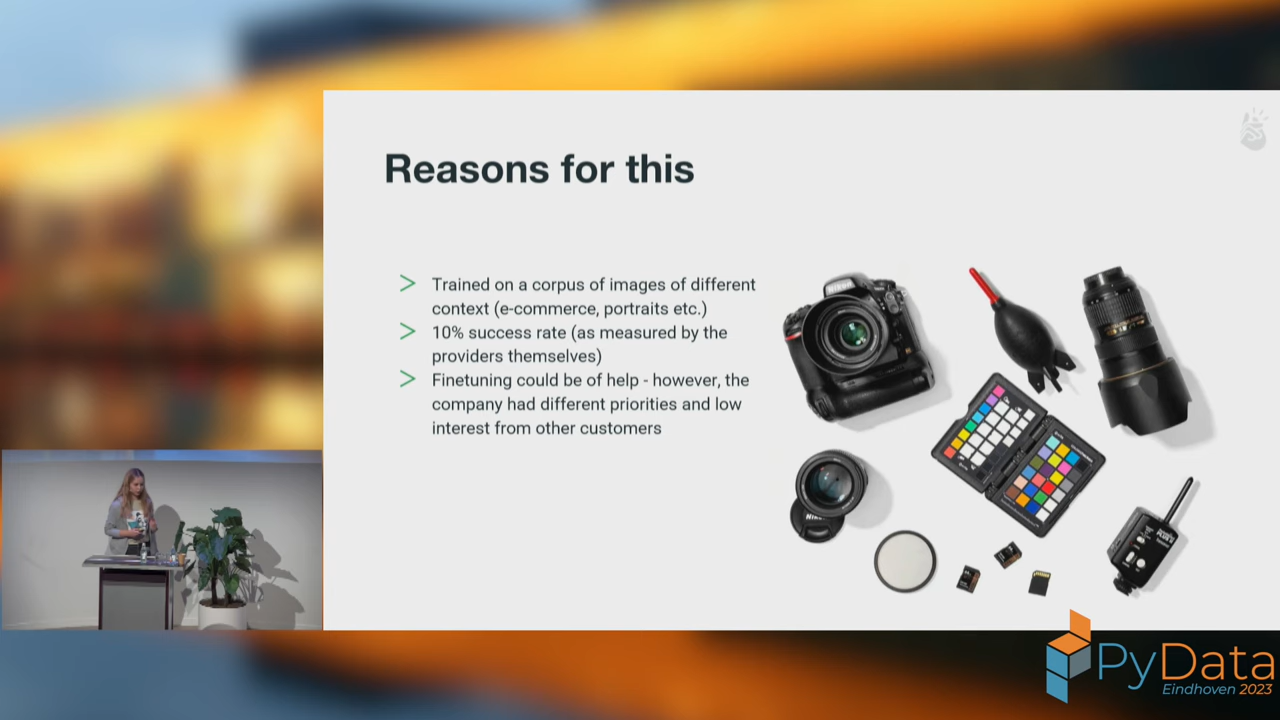 Reasons for this
> Trained on a corpus of images of different
context (e-commerce, portraits etc.)
> 10% success rate (as measured by the
providers themselves)
> Finetuning could be of help - however, the
company had different priorities and low
interest from other customers
Nikon
PyData
Eindhoven 2023